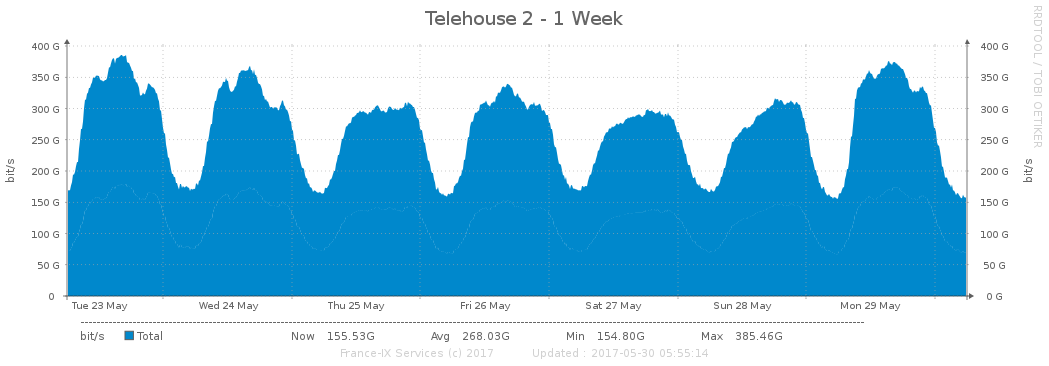 Telehouse 2 - 1 Week
RRDTOOL / TOBI OETIKER
400 G 400 G
350 G 350 G
300 G 300 G
250 G 250 G
200 G 200 G
150 G 150 G
100 G 100 G
50 G 50 G
0 0 G
bit/s bit/s
Tue 23 May Wed 24 May Thu 25 May Fri 26 May Sat 27 May Sun 28 May Mon 29 May
bit/s Total Now 155.53G Avg 268.03G Min 154.80G Max 385.46G
France-IX Services (c) 2017 Updated : 2017-05-30 05:55:14